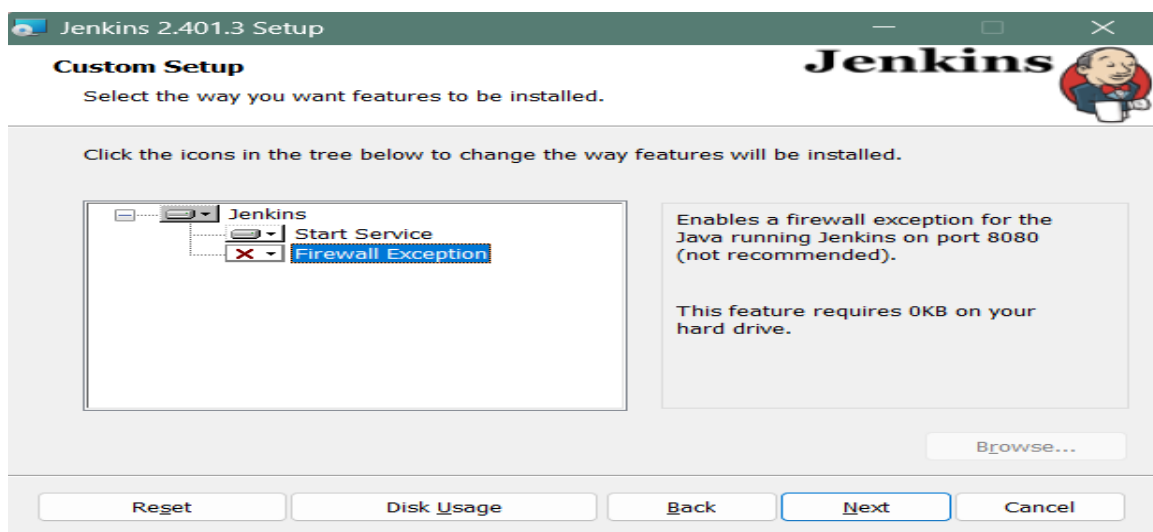 Jenkins 2.401.3 Setup
Custom Setup
Jenkins
Select the way you want features to be installed.
Click the icons in the tree below to change the way features will be installed.
Jenkins
Start Service
Firewall Exception
Enables a firewall exception for the
Java running Jenkins on port 8080
(not recommended).
This feature requires 0KB on your
hard drive.
Browse...
Reset
Disk Usage
Back
Next
Cancel